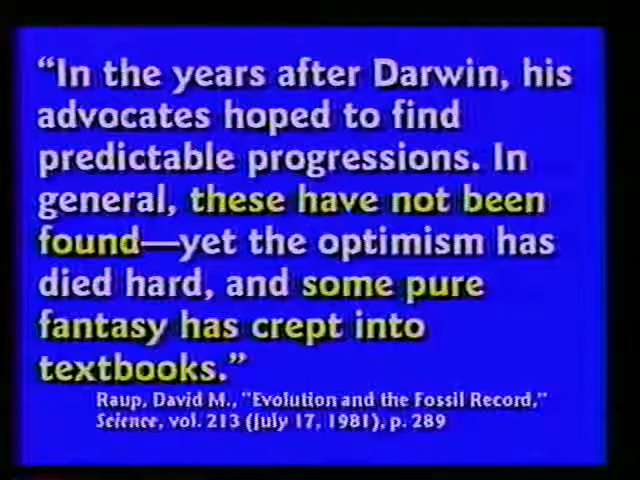 “In the years after Darwin, his
advocates hoped to find
predictable progressions. In
general, these have not been
found—yet the optimism has
died hard, and some pure
fantasy has crept into
textbooks.”
Raup, David M., "Evolution and the Fossil Record,"
Science, vol. 213 (July 17, 1981), p. 289